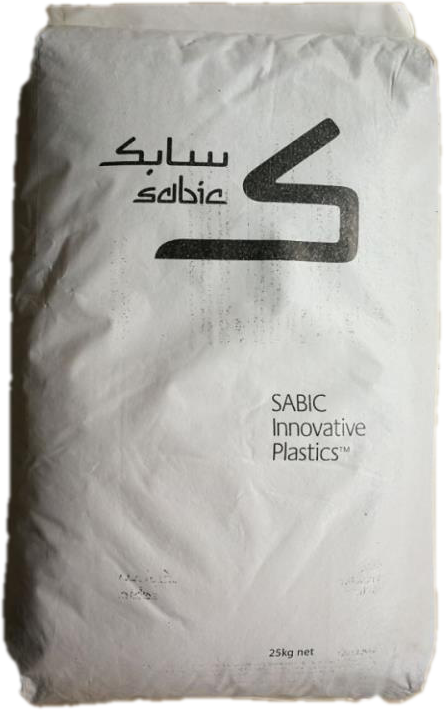 سابك
sabic
SABIC
Innovative
Plastics™
25kg net